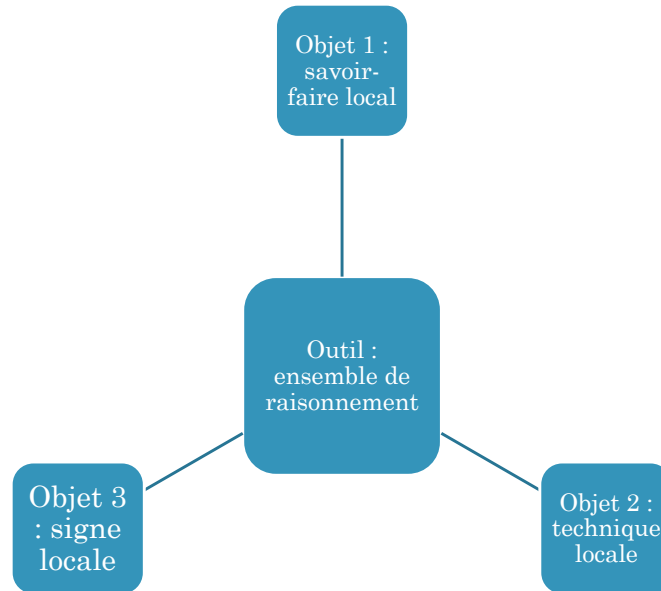 Objet 1 :
savoir-
faire local
Outil :
ensemble de
raisonnement
Objet 3
: signe
locale
Objet 2 :
technique
locale